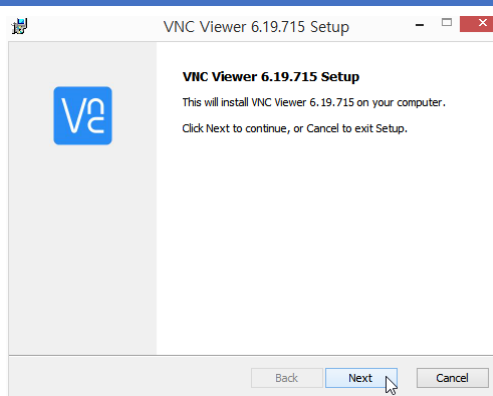 VNC Viewer 6.19.715 Setup
VNC Viewer 6.19.715 Setup
This will install VNC Viewer 6.19.715 on your computer.
Click Next to continue, or Cancel to exit Setup.
Back Next Cancel